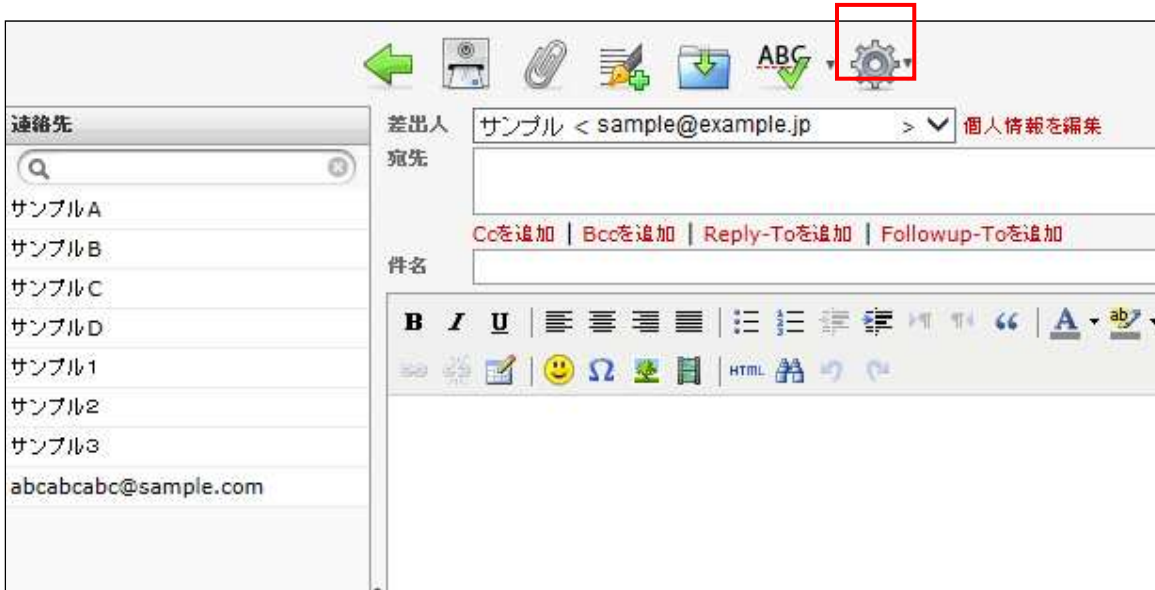 ABC
連絡先
サンプルA
サンプルB
サンプルC
サンプルD
サンプル1
サンプル2
サンプル3
abcabcabc@sample.com
差出人 サンプル < sample@example.jp > 個人情報を編集
宛先
Ccを追加 | Bccを追加 | Reply-Toを追加 | Followup-Toを追加
件名
B I U A ab
Ω HTML